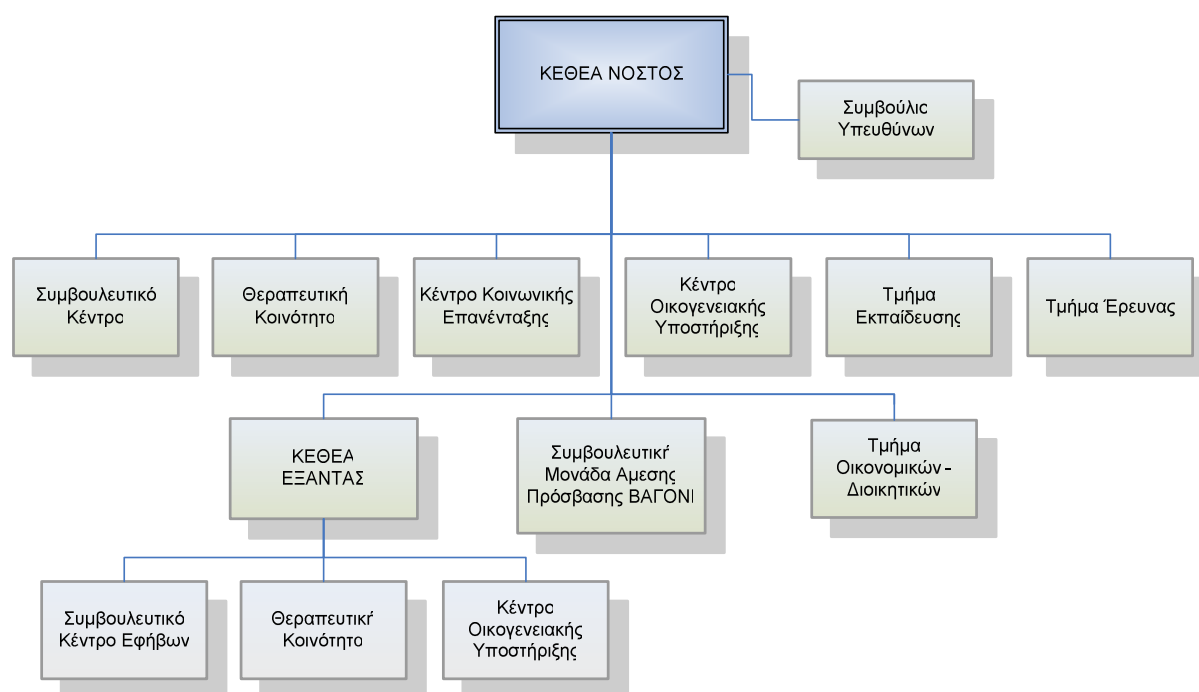 ΚΕΘΕΑ ΝΟΣΤΟΣ
Συμβούλιο
Υπευθύνων
Συμβουλευτικό
Κέντρο
Θεραπευτική
Κοινότητα
Κέντρο Κοινωνικής
Επανένταξης
Κέντρο
Οικογενειακής
Υποστήριξης
Τμήμα
Εκπαίδευσης
Τμήμα Έρευνας
ΚΕΘΕΑ
ΕΞΑΝΤΑΣ
Συμβουλευτική
Μονάδα Αμεσης
Πρόσβασης ΒΑΓΟΝΙ
Τμήμα
Οικονομικών -
Διοικητικών
Συμβουλευτικό
Κέντρο Εφήβων
Θεραπευτική
Κοινότητα
Κέντρο
Οικογενειακής
Υποστήριξης